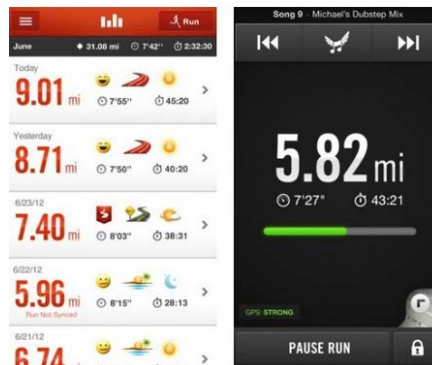 Run
June 31.08 mi 7'42" 2:32:30
Today
9.01 mi
7'55" 45:20
Yesterday
8.71 mi
7'50" 40:20
6/23/12
7.40 mi
8'03" 38:31
6/22/12
5.96 mi
8'15" 28:13
Run Not Synced
6/21/12
6.74
Song 9 - Michael's Dubstep Mix
5.82 mi
7'27" 43:21
GPS: STRONG
PAUSE RUN